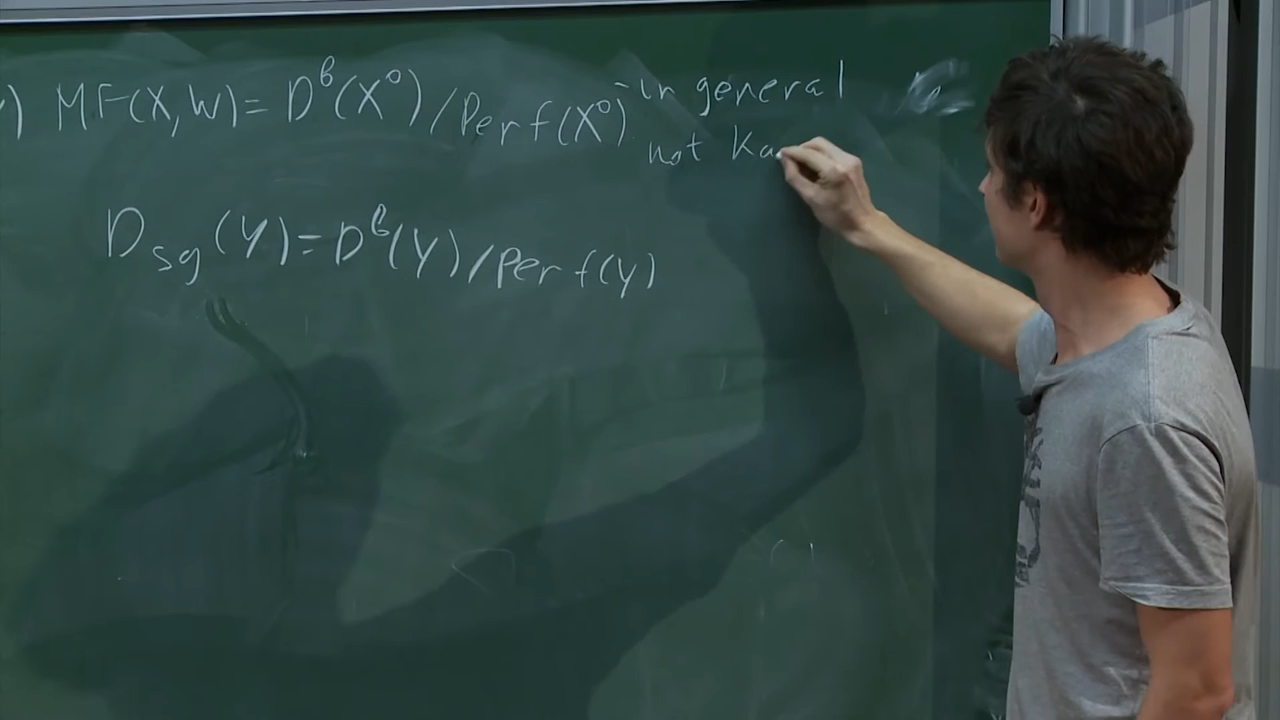 ) MF(X,W)=D^b(X^0)/Perf(X^0) - in general
not Ka
D_sg(Y)=D^b(Y)/Perf(Y)